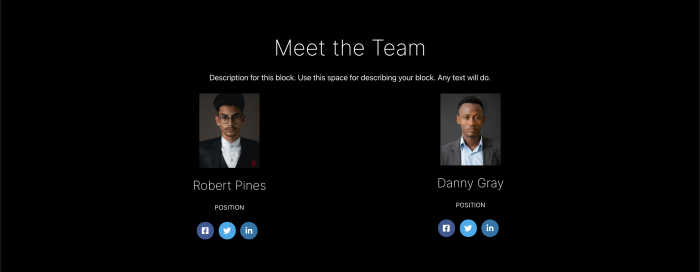 Meet the Team
Description for this block. Use this space for describing your block. Any text will do.
Robert Pines
Danny Gray
POSITION
POSITION